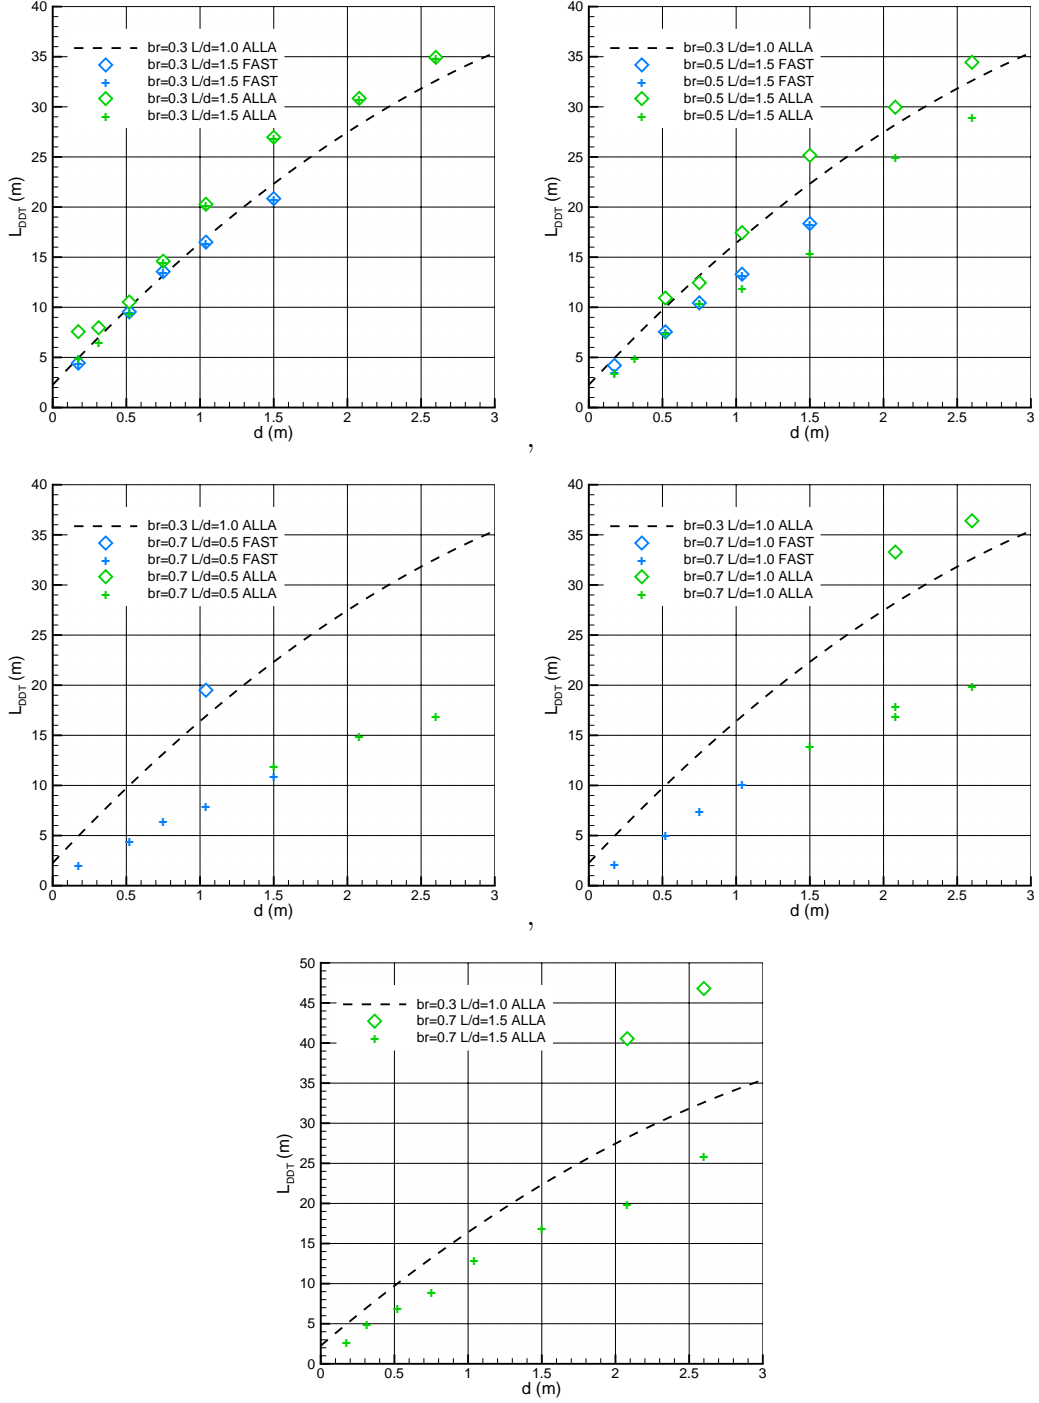 40
35
30
25
20
15
10
5
0
L_DDT (m)
br=0.3 L/d=1.0 ALLA
br=0.3 L/d=1.5 FAST
br=0.3 L/d=1.5 FAST
br=0.3 L/d=1.5 ALLA
br=0.3 L/d=1.5 ALLA
0 0.5 1 1.5 2 2.5 3
d (m)
,
40
35
30
25
20
15
10
5
0
L_DDT (m)
br=0.3 L/d=1.0 ALLA
br=0.5 L/d=1.5 FAST
br=0.5 L/d=1.5 FAST
br=0.5 L/d=1.5 ALLA
br=0.5 L/d=1.5 ALLA
0 0.5 1 1.5 2 2.5 3
d (m)
40
35
30
25
20
15
10
5
0
L_DDT (m)
br=0.3 L/d=1.0 ALLA
br=0.7 L/d=0.5 FAST
br=0.7 L/d=0.5 FAST
br=0.7 L/d=0.5 ALLA
br=0.7 L/d=0.5 ALLA
0 0.5 1 1.5 2 2.5 3
d (m)
,
40
35
30
25
20
15
10
5
0
L_DDT (m)
br=0.3 L/d=1.0 ALLA
br=0.7 L/d=1.0 FAST
br=0.7 L/d=1.0 FAST
br=0.7 L/d=1.0 ALLA
br=0.7 L/d=1.0 ALLA
0 0.5 1 1.5 2 2.5 3
d (m)
50
45
40
35
30
25
20
15
10
5
0
L_DDT (m)
br=0.3 L/d=1.0 ALLA
br=0.7 L/d=1.5 ALLA
br=0.7 L/d=1.5 ALLA
0 0.5 1 1.5 2 2.5 3
d (m)